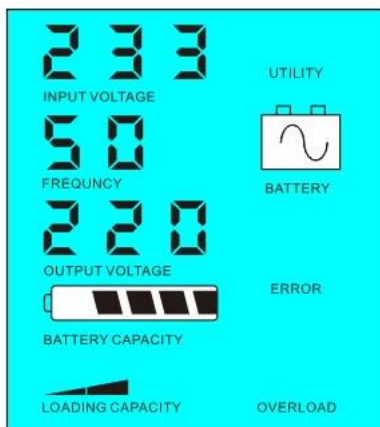 233
UTILITY
INPUT VOLTAGE
50
FREQUNCY
BATTERY
220
OUTPUT VOLTAGE
ERROR
BATTERY CAPACITY
LOADING CAPACITY
OVERLOAD